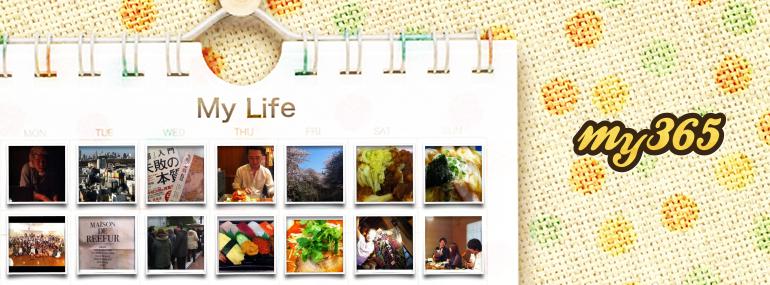 My Life
MON TUE WED THU FRI SAT SUN
入門
失敗の
本質
MAISON
DE
REEFUR
my365